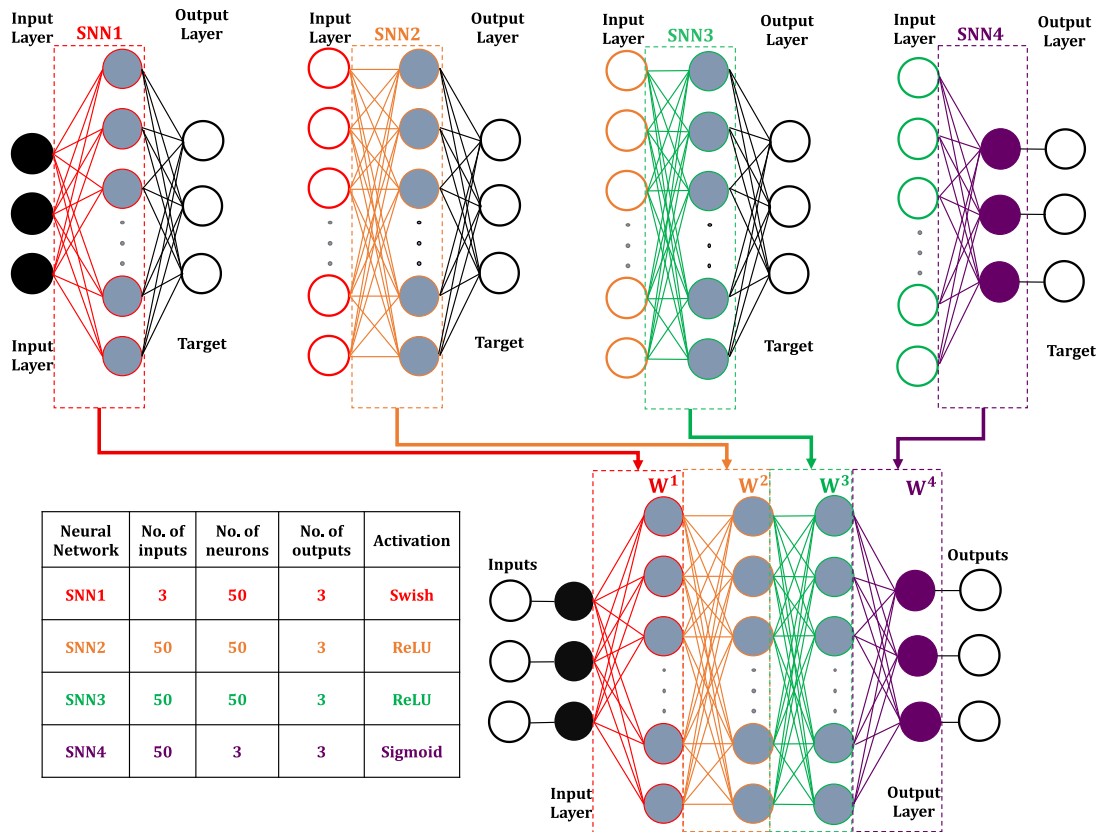 Input
Layer
SNN1
Output
Layer
Input
Layer
Target
Input
Layer
SNN2
Output
Layer
Target
Input
Layer
SNN3
Output
Layer
Target
Input
Layer
SNN4
Output
Layer
Target
W¹
W²
W³
W⁴
Inputs
Outputs
Input
Layer
Output
Layer
Neural Network | No. of inputs | No. of neurons | No. of outputs | Activation
SNN1 3 50 3 Swish
SNN2 50 50 3 ReLU
SNN3 50 50 3 ReLU
SNN4 50 3 3 Sigmoid